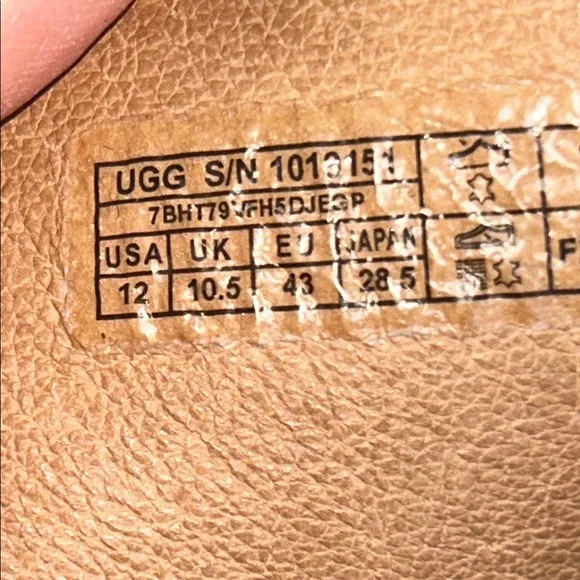 UGG S/N 1019151
7BHT79VFH5DJEGP
USA UK EU JAPAN
12 10.5 43 28.5
F